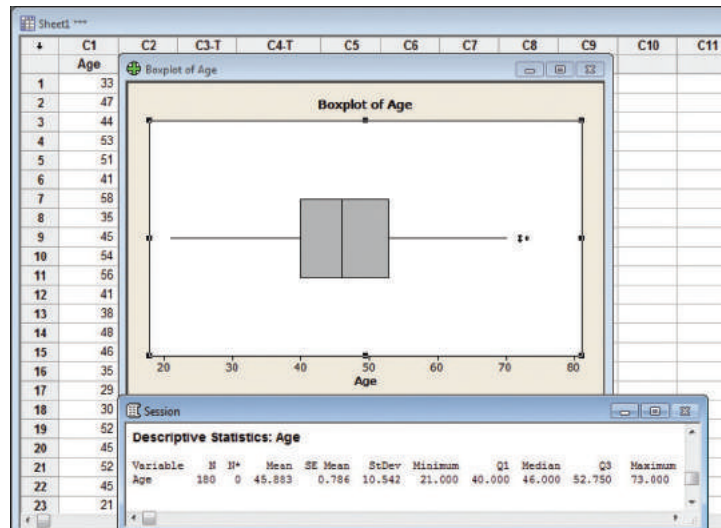 Sheet1 ***
C1 C2 C3-T C4-T C5 C6 C7 C8 C9 C10 C11
Age
Boxplot of Age
Boxplot of Age
1 33
2 47
3 44
4 53
5 51
6 41
7 58
8 35
9 45
10 54
11 56
12 41
13 38
14 48
15 46
16 35
17 29
18 30
19 52
20 45
21 52
22 45
23 21
20 30 40 50 60 70 80
Age
Session
Descriptive Statistics: Age
Variable N N* Mean SE Mean StDev Minimum Q1 Median Q3 Maximum
Age 180 0 45.883 0.786 10.542 21.000 40.000 46.000 52.750 73.000